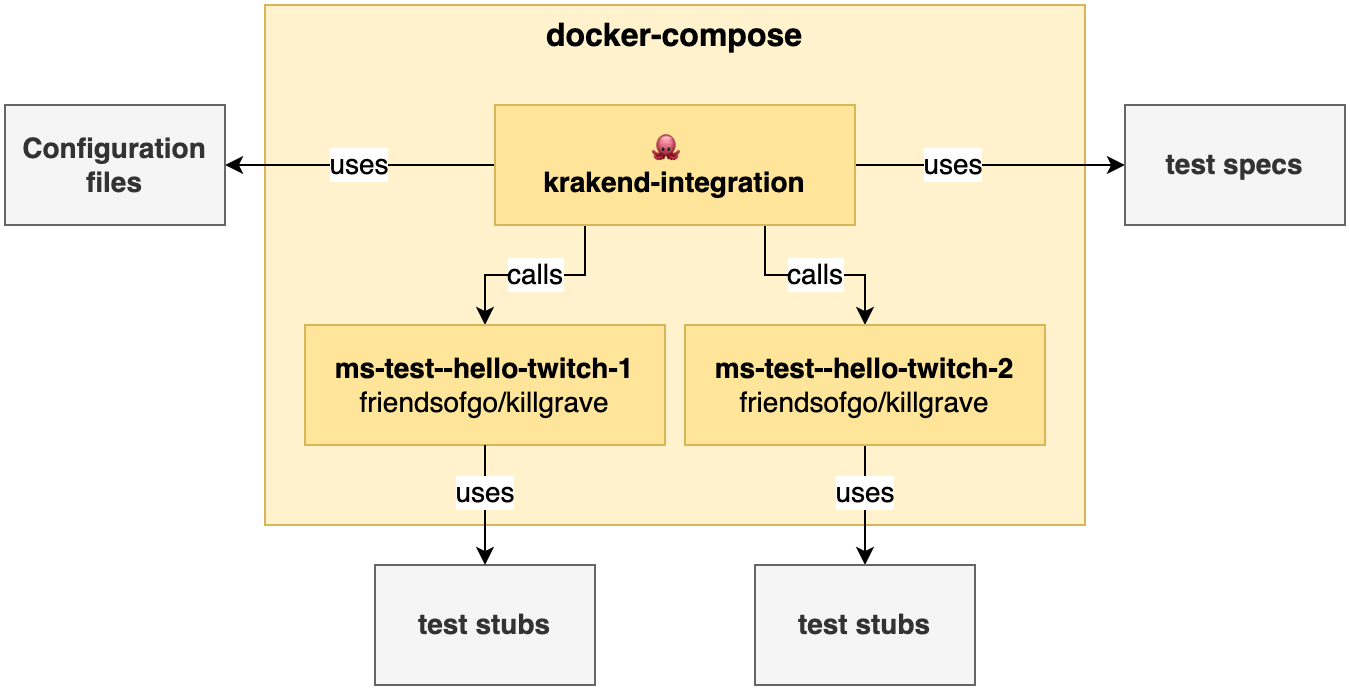 docker-compose
Configuration
files
uses
krakend-integration
uses
test specs
calls
calls
ms-test--hello-twitch-1
friendsofgo/killgrave
ms-test--hello-twitch-2
friendsofgo/killgrave
uses
uses
test stubs
test stubs